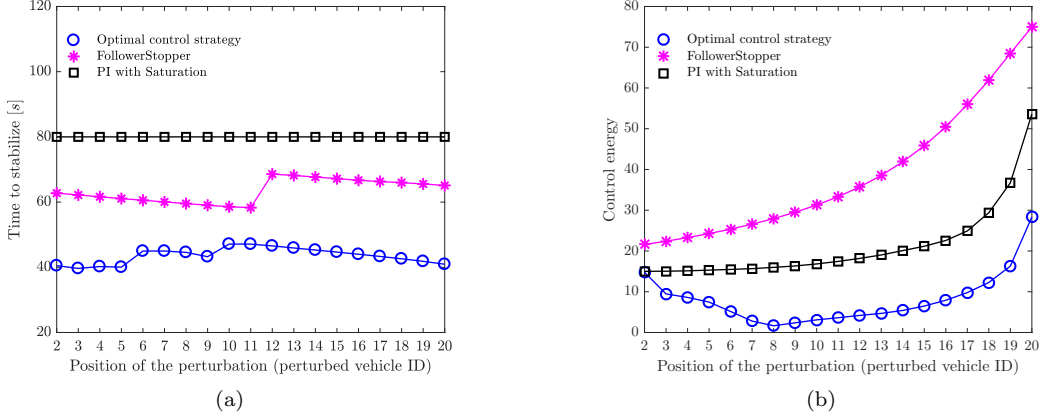 120
100
80
60
40
20
Time to stabilize [s]
Optimal control strategy
FollowerStopper
PI with Saturation
2 3 4 5 6 7 8 9 10 11 12 13 14 15 16 17 18 19 20
Position of the perturbation (perturbed vehicle ID)
(a)
80
70
60
50
40
30
20
10
0
Control energy
Optimal control strategy
FollowerStopper
PI with Saturation
2 3 4 5 6 7 8 9 10 11 12 13 14 15 16 17 18 19 20
Position of the perturbation (perturbed vehicle ID)
(b)